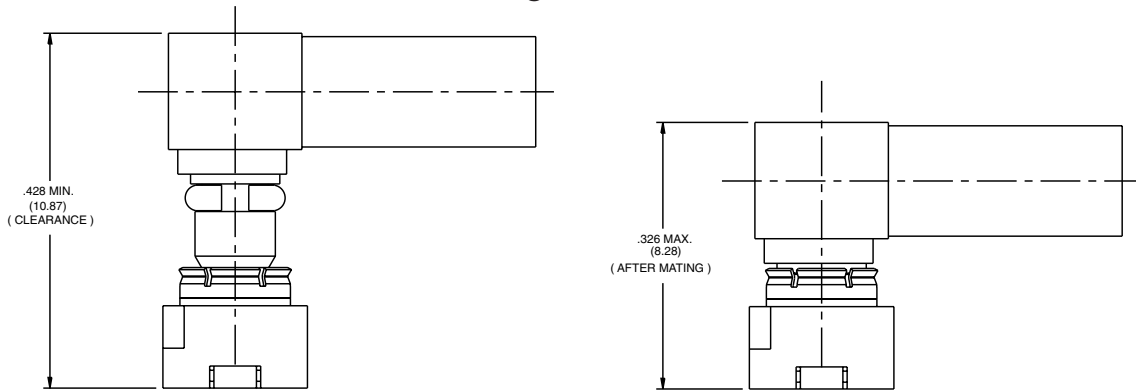 .428 MIN.
(10.87)
( CLEARANCE )
.326 MAX.
(8.28)
( AFTER MATING )